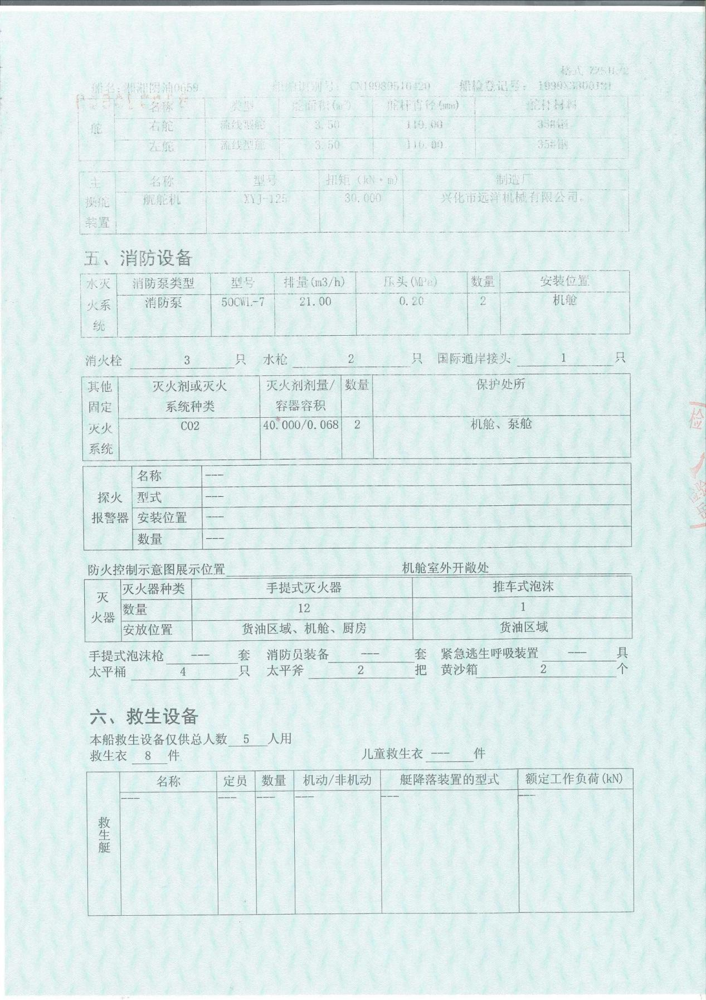 格式
船名: 湘湘阴油0659 船舶识别号: CN19980510420 船检登记号:
舵 名称 类型 舵面积(m²) 舵杆直径(mm) 舵杆材料
右舵 流线型舵 3.50 110.00 35#钢
左舵 流线型舵 3.50 110.00 35#钢
主操舵装置 名称 型号 扭矩(kN·m) 制造厂
舵机 XYJ-125 30.000 兴化市远洋机械有限公司。
五、消防设备
水灭火系统 消防泵类型 型号 排量(m3/h) 压头(MPa) 数量 安装位置
消防泵 50CWL-7 21.00 0.20 2 机舱
消火栓 3 只 水枪 2 只 国际通岸接头 1 只
其他固定灭火系统 灭火剂或灭火系统种类 灭火剂剂量/容器容积 数量 保护处所
CO2 40.000/0.068 2 机舱、泵舱
探火报警器 名称 ---
型式 ---
安装位置 ---
数量 ---
防火控制示意图展示位置 机舱室外开敞处
灭火器 灭火器种类 手提式灭火器 推车式泡沫
数量 12 1
安放位置 货油区域、机舱、厨房 货油区域
手提式泡沫枪 --- 套 消防员装备 --- 套 紧急逃生呼吸装置 --- 具
太平桶 4 只 太平斧 2 把 黄沙箱 2 个
六、救生设备
本船救生设备仅供总人数 5 人用
救生衣 8 件 儿童救生衣 --- 件
救生艇 名称 定员 数量 机动/非机动 艇降落装置的型式 额定工作负荷(kN)
--- --- --- --- --- ---
检
验